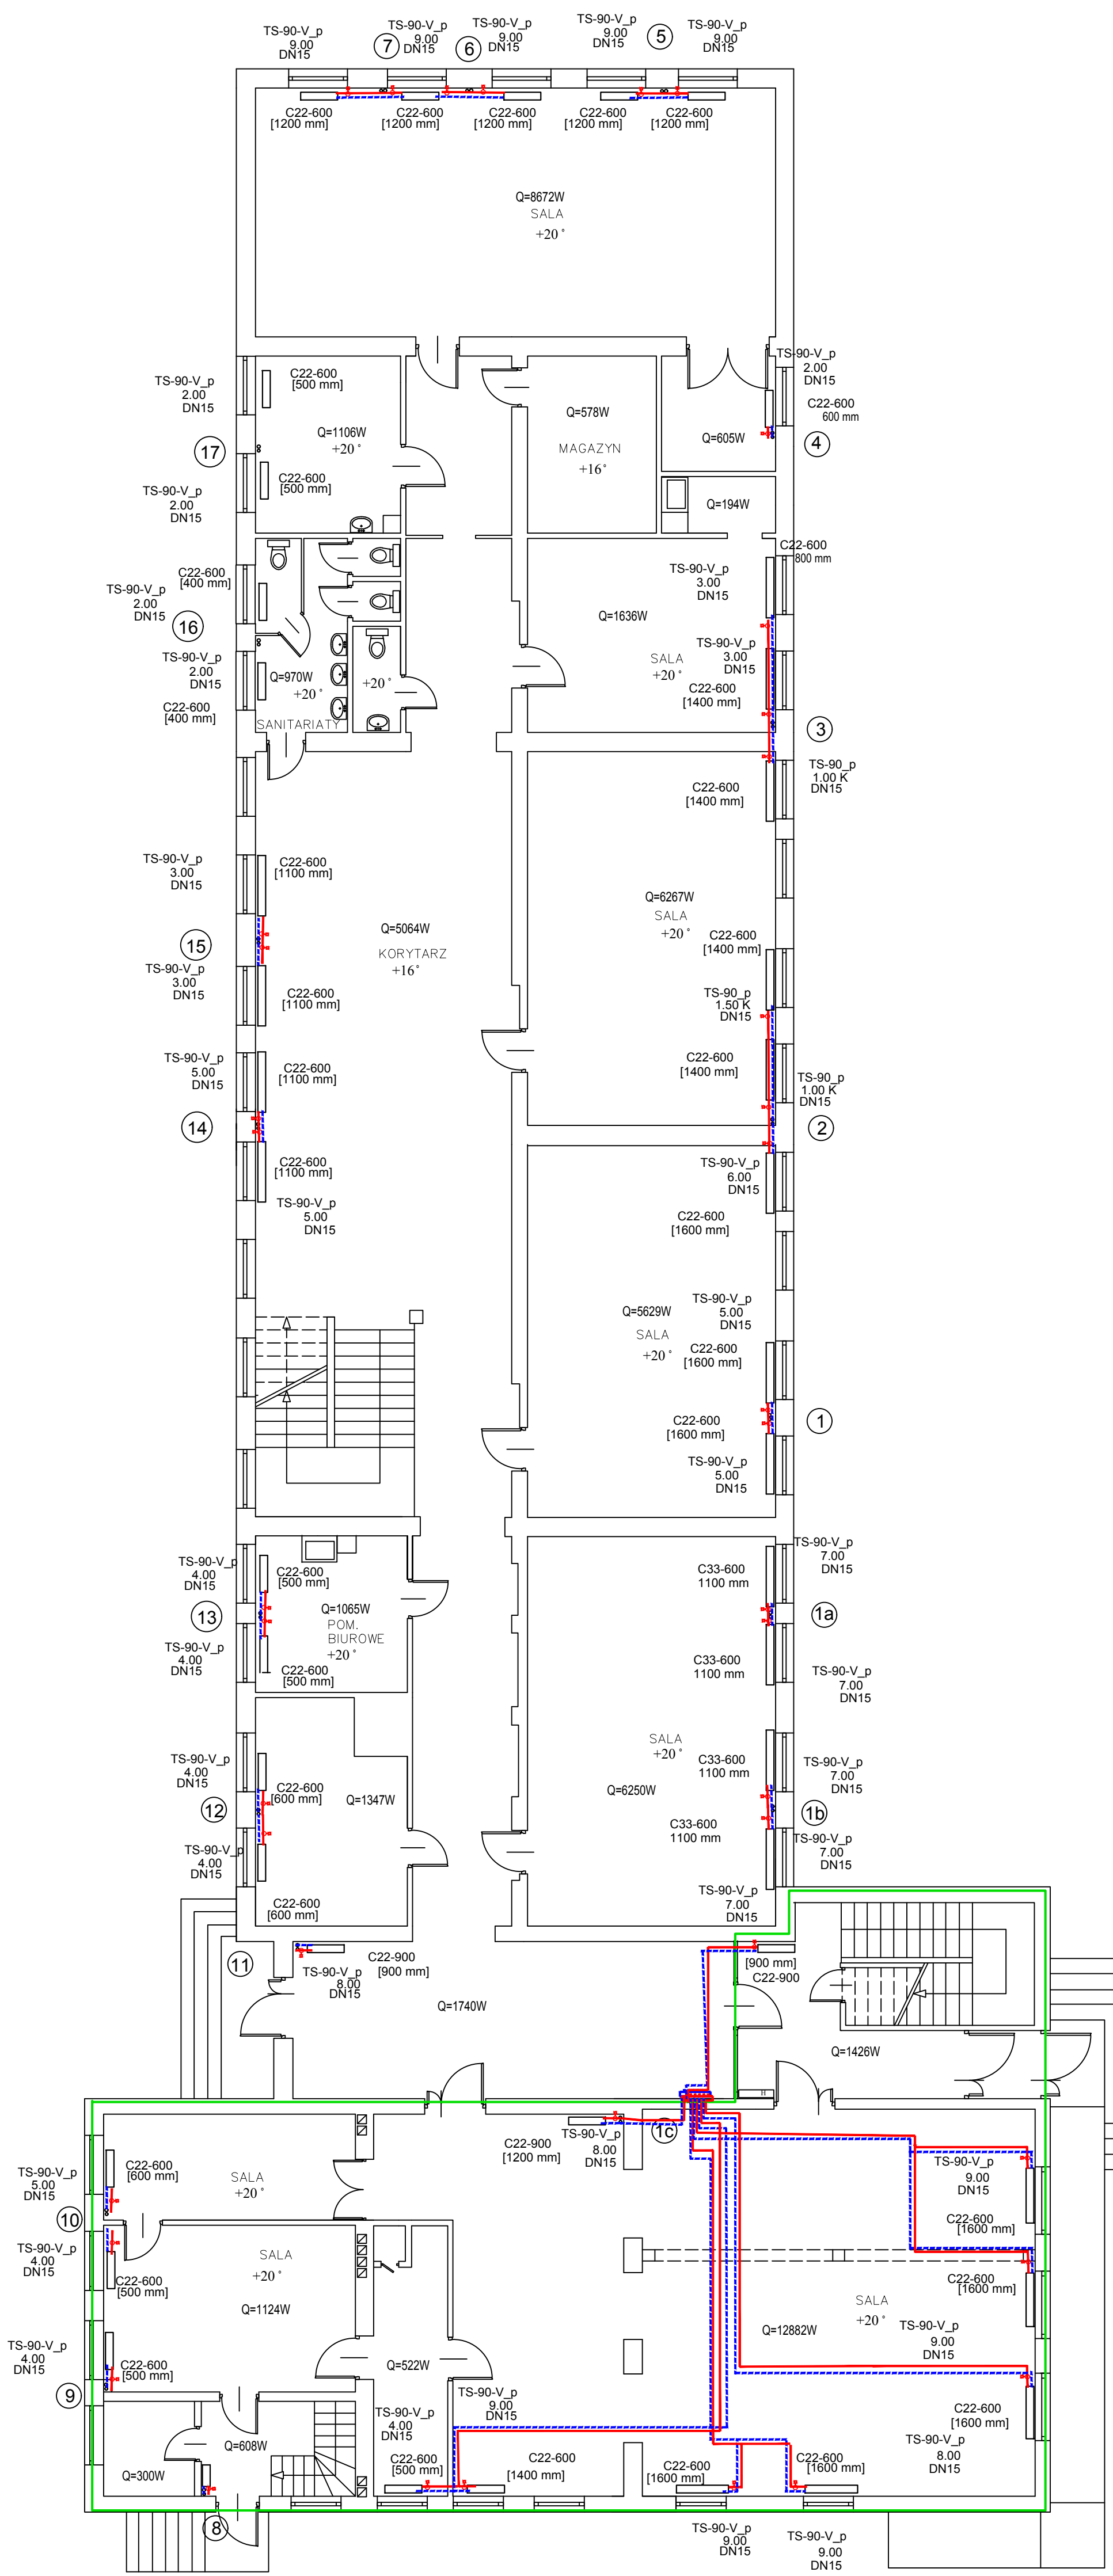 TS-90-V_p
9.00
DN15
7
TS-90-V_p
9.00
DN15
6
TS-90-V_p
9.00
DN15
TS-90-V_p
9.00
DN15
5
TS-90-V_p
9.00
DN15
C22-600
[1200 mm]
C22-600
[1200 mm]
C22-600
[1200 mm]
C22-600
[1200 mm]
C22-600
[1200 mm]
Q=8672W
SALA
+20°
TS-90-V_p
2.00
DN15
C22-600
[500 mm]
Q=1106W
+20°
17
C22-600
[500 mm]
TS-90-V_p
2.00
DN15
Q=578W
MAGAZYN
+16°
TS-90-V_p
2.00
DN15
C22-600
600 mm
Q=605W
4
Q=194W
C22-600
800 mm
C22-600
[400 mm]
TS-90-V_p
2.00
DN15
16
TS-90-V_p
2.00
DN15
C22-600
[400 mm]
Q=970W
+20°
+20°
SANITARIATY
TS-90-V_p
3.00
DN15
Q=1636W
SALA
+20°
TS-90-V_p
3.00
DN15
C22-600
[1400 mm]
3
TS-90_p
1.00 K
DN15
C22-600
[1400 mm]
TS-90-V_p
3.00
DN15
C22-600
[1100 mm]
15
TS-90-V_p
3.00
DN15
C22-600
[1100 mm]
Q=5064W
KORYTARZ
+16°
Q=6267W
SALA
+20°
C22-600
[1400 mm]
TS-90_p
1.50 K
DN15
C22-600
[1400 mm]
TS-90_p
1.00 K
DN15
2
TS-90-V_p
5.00
DN15
C22-600
[1100 mm]
14
C22-600
[1100 mm]
TS-90-V_p
5.00
DN15
TS-90-V_p
6.00
DN15
C22-600
[1600 mm]
Q=5629W
SALA
+20°
TS-90-V_p
5.00
DN15
C22-600
[1600 mm]
C22-600
[1600 mm]
1
TS-90-V_p
5.00
DN15
TS-90-V_p
4.00
DN15
C22-600
[500 mm]
13
Q=1065W
POM.
BIUROWE
+20°
TS-90-V_p
4.00
DN15
C22-600
[500 mm]
C33-600
1100 mm
TS-90-V_p
7.00
DN15
1a
C33-600
1100 mm
TS-90-V_p
7.00
DN15
SALA
+20°
Q=6250W
C33-600
1100 mm
TS-90-V_p
7.00
DN15
1b
C33-600
1100 mm
TS-90-V_p
7.00
DN15
TS-90-V_p
7.00
DN15
TS-90-V_p
4.00
DN15
C22-600
[600 mm]
Q=1347W
12
TS-90-V_p
4.00
DN15
C22-600
[600 mm]
11
TS-90-V_p
8.00
DN15
C22-900
[900 mm]
Q=1740W
[900 mm]
C22-900
Q=1426W
H
1c
C22-900
[1200 mm]
TS-90-V_p
8.00
DN15
TS-90-V_p
5.00
DN15
C22-600
[600 mm]
SALA
+20°
10
TS-90-V_p
4.00
DN15
C22-600
[500 mm]
SALA
+20°
Q=1124W
TS-90-V_p
4.00
DN15
C22-600
[500 mm]
9
Q=522W
TS-90-V_p
9.00
DN15
C22-600
[1600 mm]
C22-600
[1600 mm]
SALA
+20°
Q=12882W
TS-90-V_p
9.00
DN15
C22-600
[1600 mm]
TS-90-V_p
8.00
DN15
TS-90-V_p
9.00
DN15
TS-90-V_p
4.00
DN15
C22-600
[500 mm]
C22-600
[1400 mm]
C22-600
[1600 mm]
C22-600
[1600 mm]
Q=608W
Q=300W
8
TS-90-V_p
9.00
DN15
TS-90-V_p
9.00
DN15